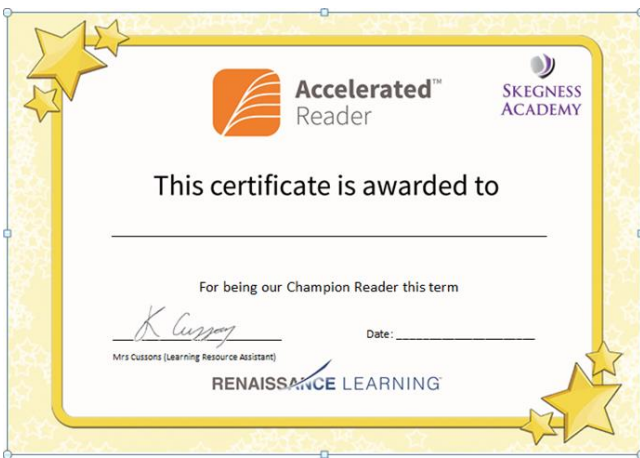 Accelerated™
Reader
SKEGNESS
ACADEMY
This certificate is awarded to
For being our Champion Reader this term
K Cussons
Date:
Mrs Cussons (Learning Resource Assistant)
RENAISSANCE LEARNING